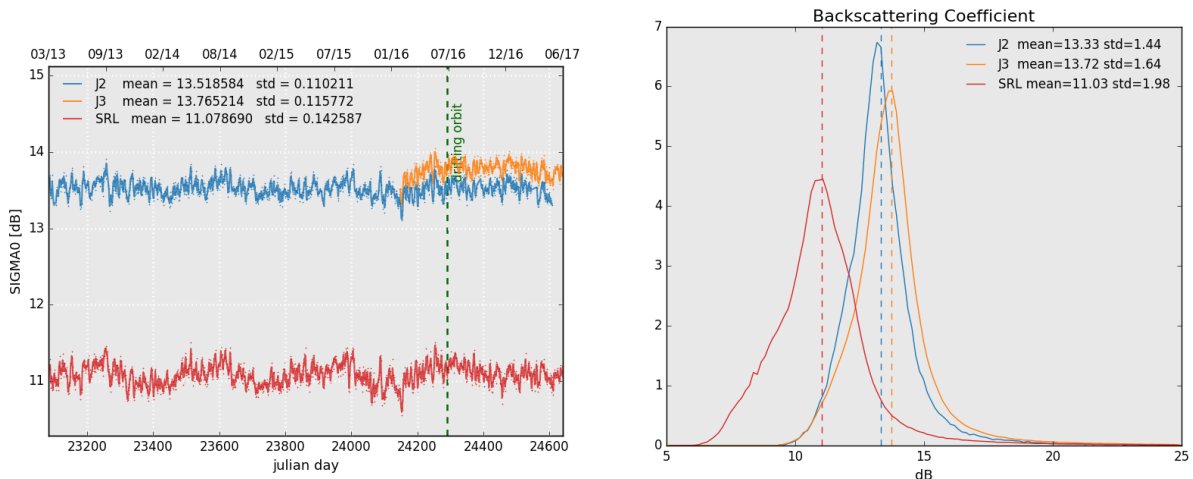 03/13 09/13 02/14 08/14 02/15 07/15 01/16 07/16 12/16 06/17
J2 mean = 13.518584 std = 0.110211
J3 mean = 13.765214 std = 0.115772
SRL mean = 11.078690 std = 0.142587
drifting orbit
SIGMA0 [dB]
15
14
13
12
11
23200 23400 23600 23800 24000 24200 24400 24600
julian day
Backscattering Coefficient
J2 mean=13.33 std=1.44
J3 mean=13.72 std=1.64
SRL mean=11.03 std=1.98
7
6
5
4
3
2
1
0
5 10 15 20 25
dB